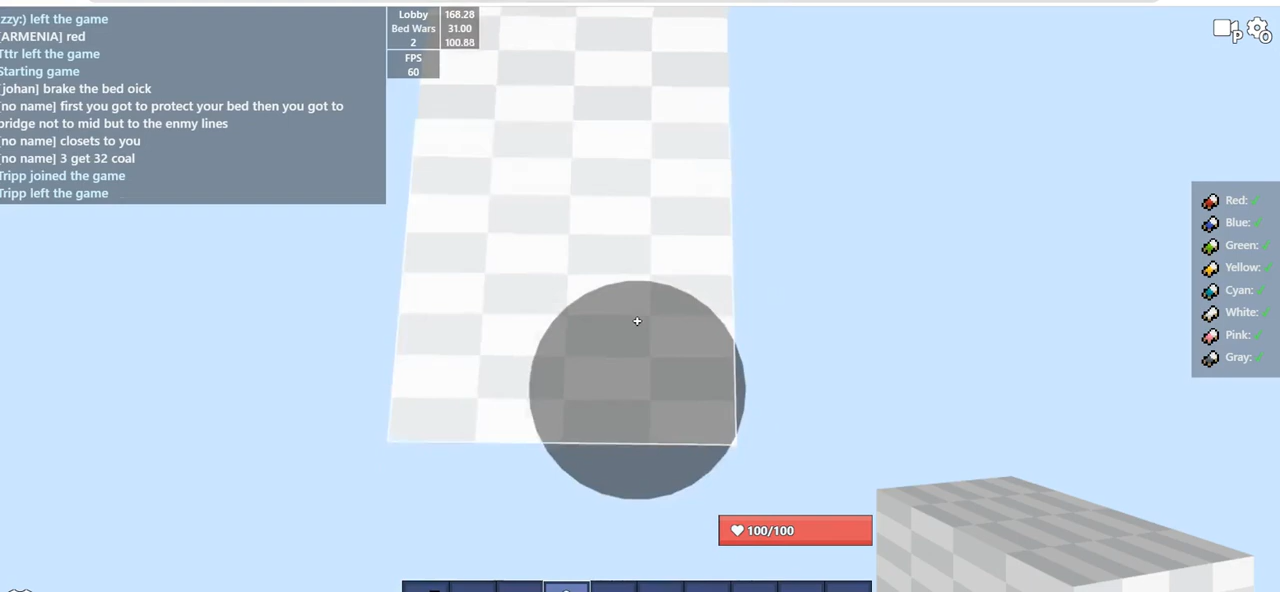 zzy:) left the game
[ARMENIA] red
Tttr left the game
Starting game
[johan] brake the bed oick
[no name] first you got to protect your bed then you got to
bridge not to mid but to the enmy lines
[no name] closets to you
[no name] 3 get 32 coal
Tripp joined the game
Tripp left the game
Lobby 168.28
Bed Wars 31.00
2 100.88
FPS
60
P
O
Red: ✓
Blue: ✓
Green: ✓
Yellow: ✓
Cyan: ✓
White: ✓
Pink: ✓
Gray: ✓
100/100